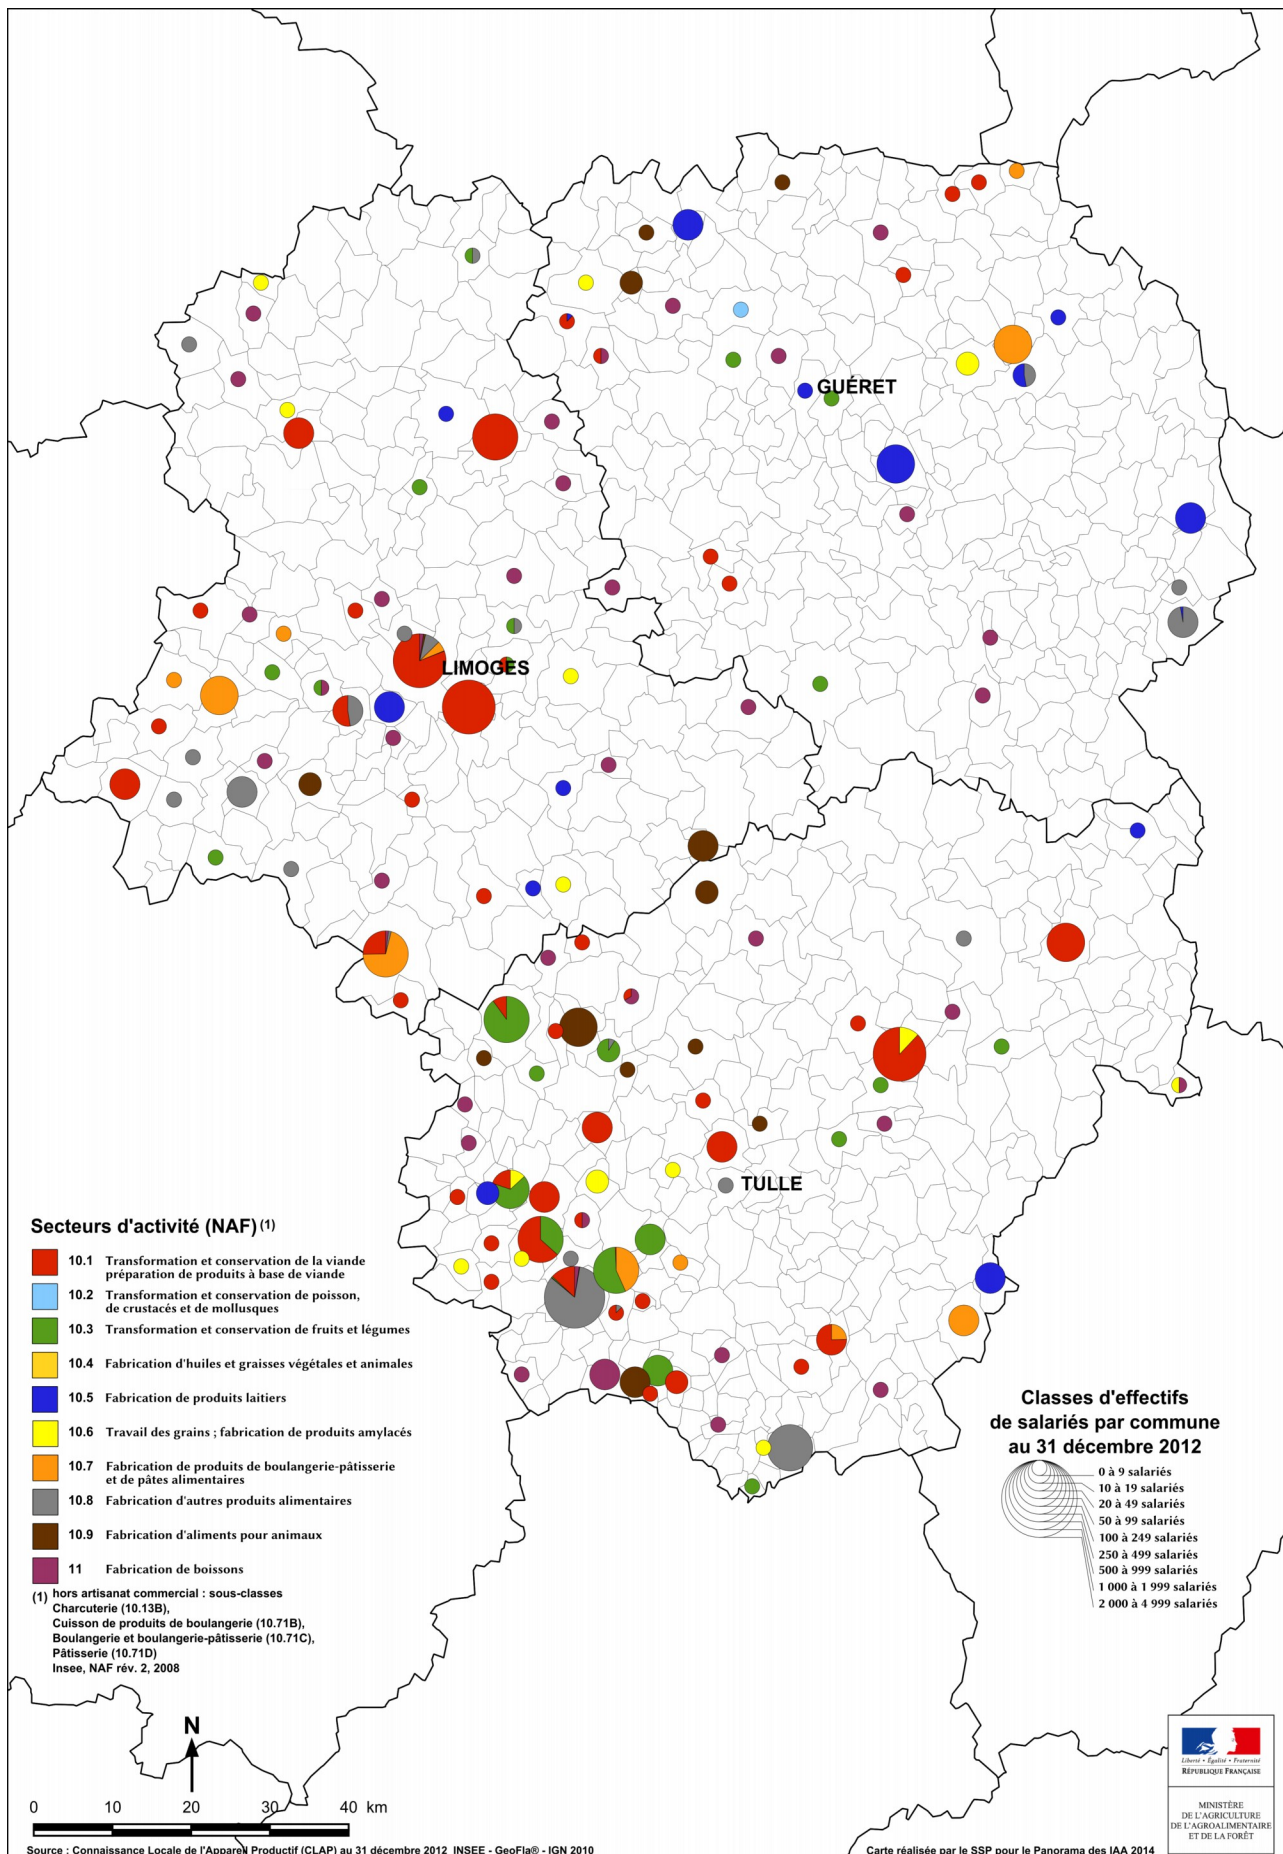 GUÉRET
LIMOGES
TULLE
Secteurs d'activité (NAF) (1)
10.1 Transformation et conservation de la viande
préparation de produits à base de viande
10.2 Transformation et conservation de poisson,
de crustacés et de mollusques
10.3 Transformation et conservation de fruits et légumes
10.4 Fabrication d'huiles et graisses végétales et animales
10.5 Fabrication de produits laitiers
10.6 Travail des grains ; fabrication de produits amylacés
10.7 Fabrication de produits de boulangerie-pâtisserie
et de pâtes alimentaires
10.8 Fabrication d'autres produits alimentaires
10.9 Fabrication d'aliments pour animaux
11 Fabrication de boissons
(1) hors artisanat commercial : sous-classes
Charcuterie (10.13B),
Cuisson de produits de boulangerie (10.71B),
Boulangerie et boulangerie-pâtisserie (10.71C),
Pâtisserie (10.71D)
Insee, NAF rév. 2, 2008
Classes d'effectifs
de salariés par commune
au 31 décembre 2012
0 à 9 salariés
10 à 19 salariés
20 à 49 salariés
50 à 99 salariés
100 à 249 salariés
250 à 499 salariés
500 à 999 salariés
1 000 à 1 999 salariés
2 000 à 4 999 salariés
N
0 10 20 30 40 km
Source : Connaissance Locale de l'Appareil Productif (CLAP) au 31 décembre 2012 INSEE - GeoFla® - IGN 2010
Carte réalisée par le SSP pour le Panorama des IAA 2014
Liberté • Égalité • Fraternité
RÉPUBLIQUE FRANÇAISE
MINISTÈRE
DE L'AGRICULTURE
DE L'AGROALIMENTAIRE
ET DE LA FORÊT